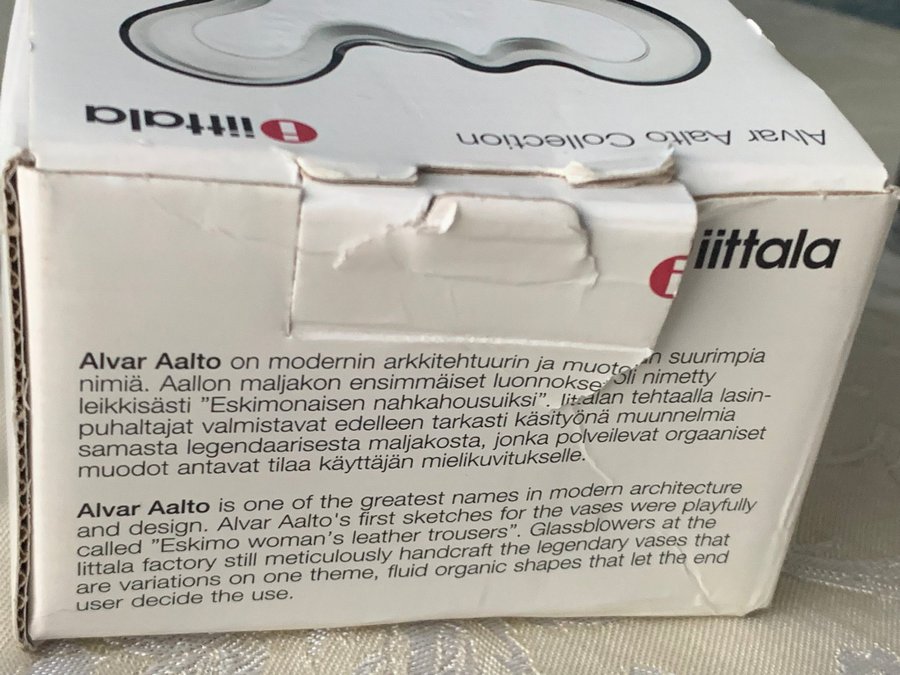 iittala
Alvar Aalto Collection
iittala
Alvar Aalto on modernin arkkitehtuurin ja suurimpia
nimiä. Aallon maljakon ensimmäiset nimetty
leikkisästi "Eskimonaisen nahkahousuiksi". Iittalan tehtaalla lasin-
puhaltajat valmistavat edelleen tarkasti käsityönä muunnelmia
samasta legendaarisesta maljakosta, jonka polveilevat orgaaniset
muodot antavat tilaa käyttäjän mielikuvitukselle.
Alvar Aalto is one of the greatest names in modern architecture
and design. Alvar Aalto's first sketches for the vases were playfully
called "Eskimo woman's leather trousers". Glassblowers at the
Iittala factory still meticulously handcraft the legendary vases that
are variations on one theme, fluid organic shapes that let the end
user decide the use.